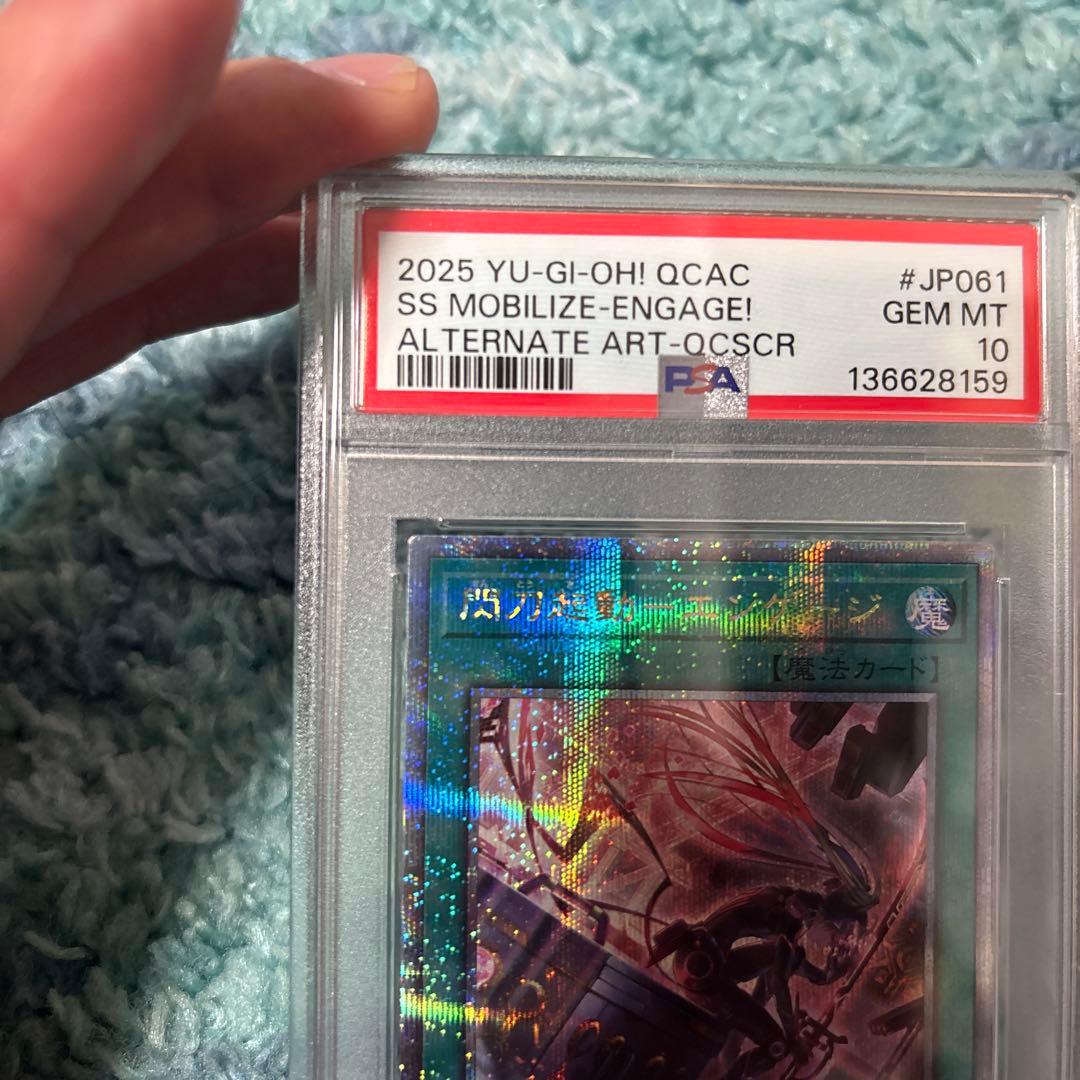 2025 YU-GI-OH! QCAC
#JP061
SS MOBILIZE-ENGAGE!
GEM MT
ALTERNATE ART-QCSCR
10
PSA
136628159
閃刀起動－エンゲージ
魔
【魔法カード】